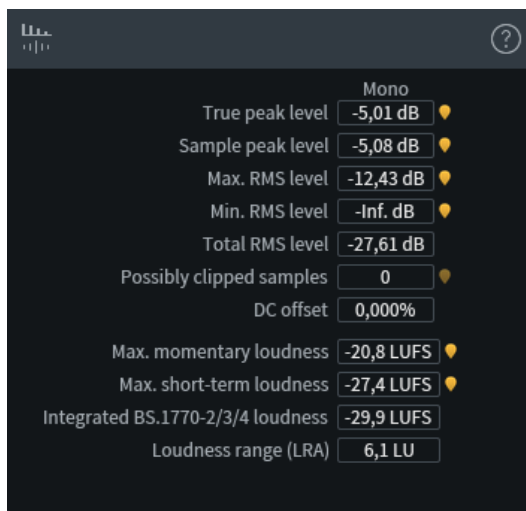 ?
Mono
True peak level -5,01 dB
Sample peak level -5,08 dB
Max. RMS level -12,43 dB
Min. RMS level -Inf. dB
Total RMS level -27,61 dB
Possibly clipped samples 0
DC offset 0,000%
Max. momentary loudness -20,8 LUFS
Max. short-term loudness -27,4 LUFS
Integrated BS.1770-2/3/4 loudness -29,9 LUFS
Loudness range (LRA) 6,1 LU